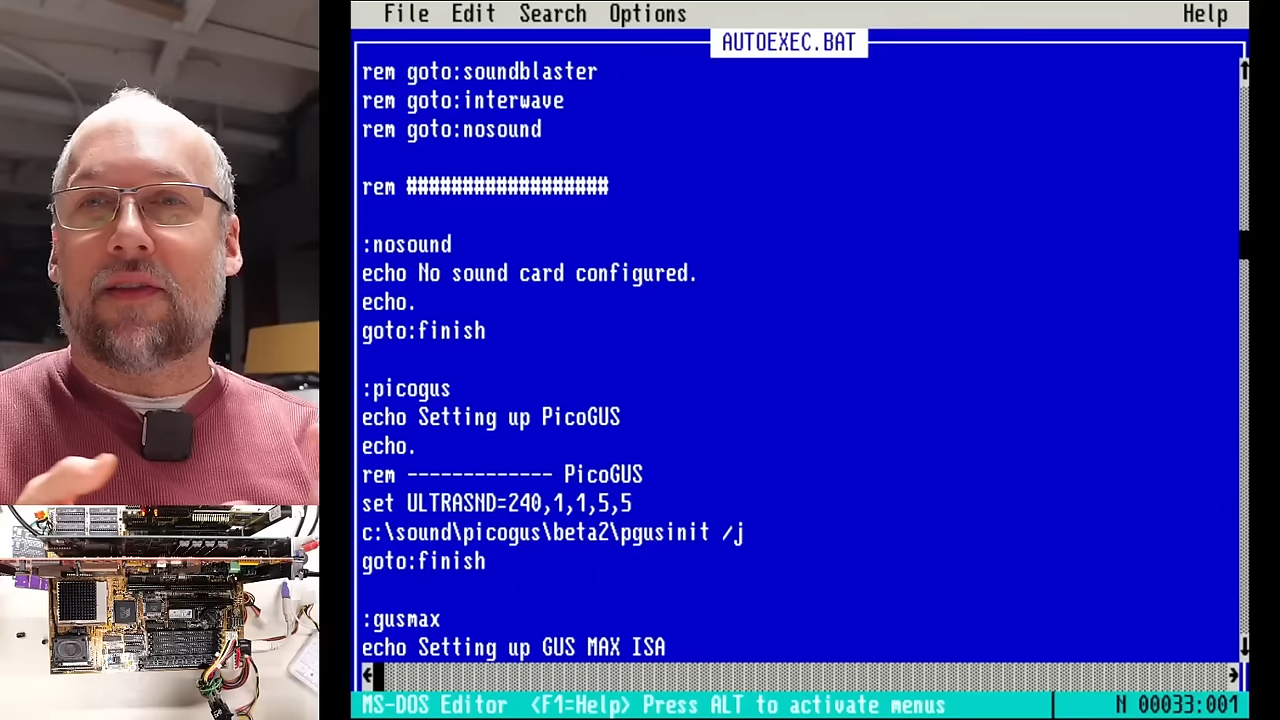 File Edit Search Options Help
AUTOEXEC.BAT
rem goto:soundblaster
rem goto:interwave
rem goto:nosound
rem ##################
:nosound
echo No sound card configured.
echo.
goto:finish
:picogus
echo Setting up PicoGUS
echo.
rem ------------- PicoGUS
set ULTRASND=240,1,1,5,5
c:\sound\picogus\beta2\pgusinit /j
goto:finish
:gusmax
echo Setting up GUS MAX ISA
MS-DOS Editor <F1=Help> Press ALT to activate menus N 00033:001